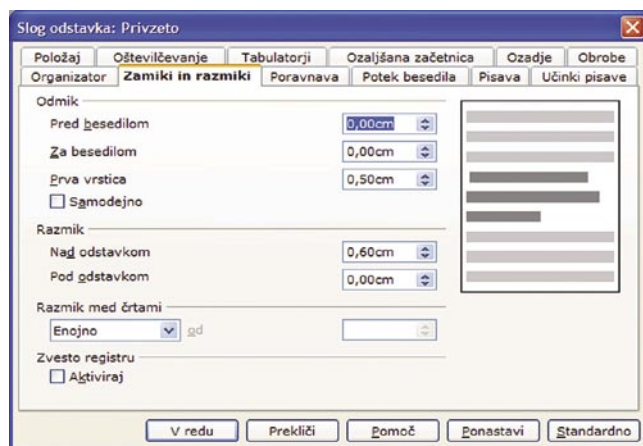 Slog odstavka: Privzeto
Položaj Oštevilčevanje Tabulatorji Ozaljšana začetnica Ozadje Obrobe
Organizator Zamiki in razmiki Poravnava Potek besedila Pisava Učinki pisave
Odmik
Pred besedilom 0,00cm
Za besedilom 0,00cm
Prva vrstica 0,50cm
Samodejno
Razmik
Nad odstavkom 0,60cm
Pod odstavkom 0,00cm
Razmik med črtami
Enojno od
Zvesto registru
Aktiviraj
V redu Prekliči Pomoč Ponastavi Standardno